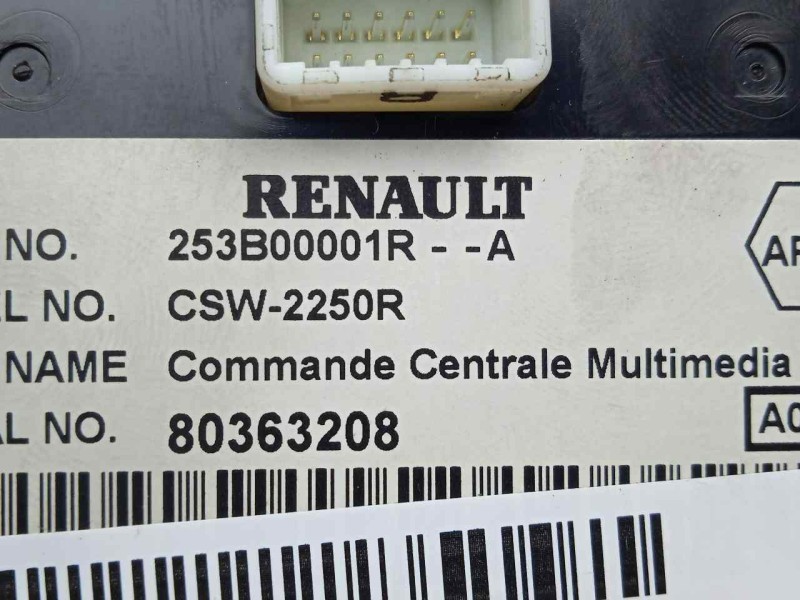 RENAULT
NO. 253B00001R - -A
NO. CSW-2250R
NAME Commande Centrale Multimedia
NO. 80363208